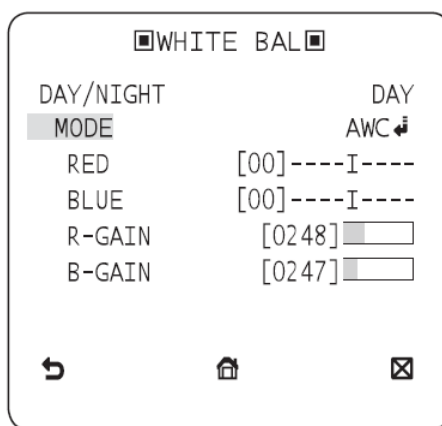 ▣WHITE BAL▣
DAY/NIGHT DAY
MODE AWC↲
RED [00]----I----
BLUE [00]----I----
R-GAIN [0248]
B-GAIN [0247]